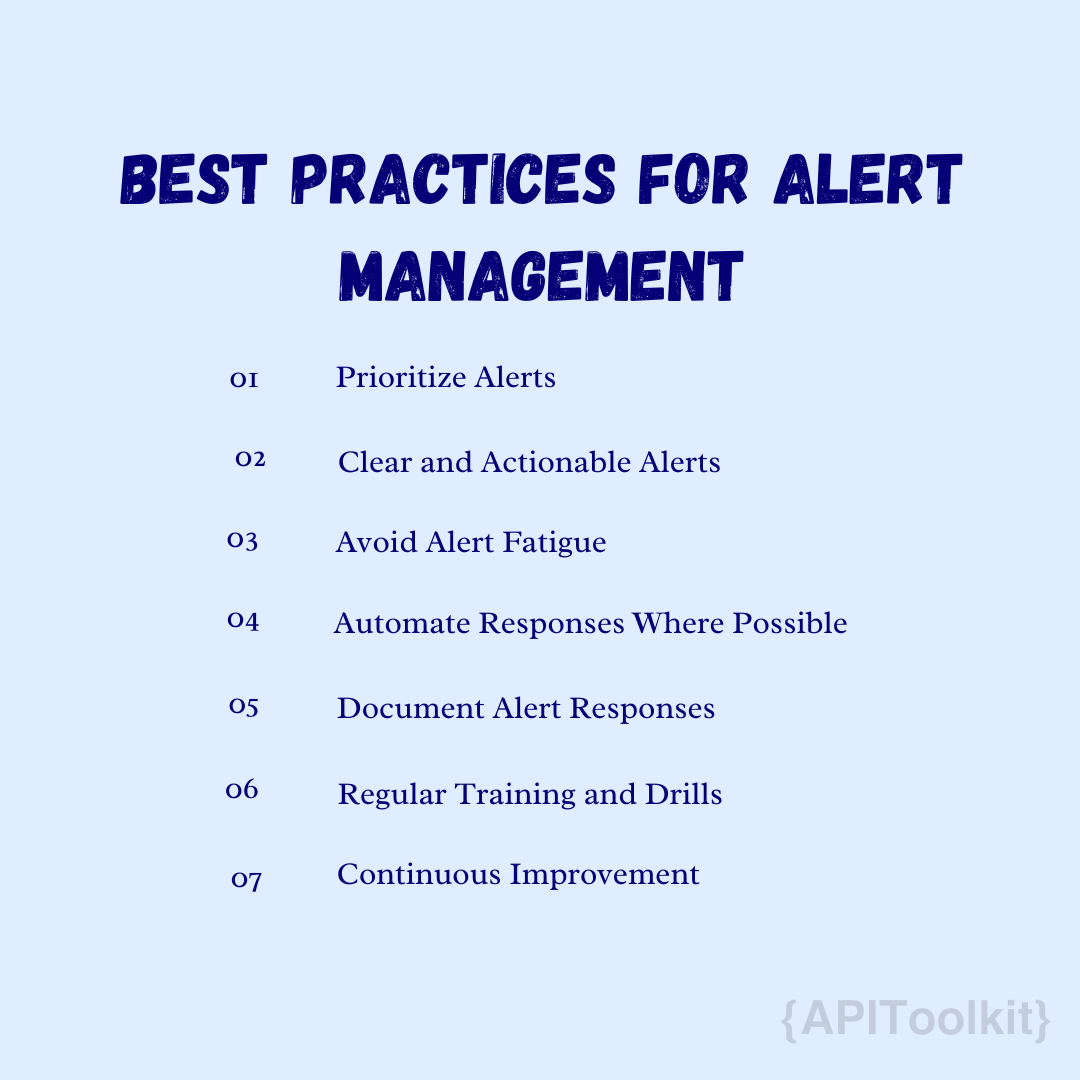 BEST PRACTICES FOR ALERT
MANAGEMENT
01 Prioritize Alerts
02 Clear and Actionable Alerts
03 Avoid Alert Fatigue
04 Automate Responses Where Possible
05 Document Alert Responses
06 Regular Training and Drills
07 Continuous Improvement
{APIToolkit}